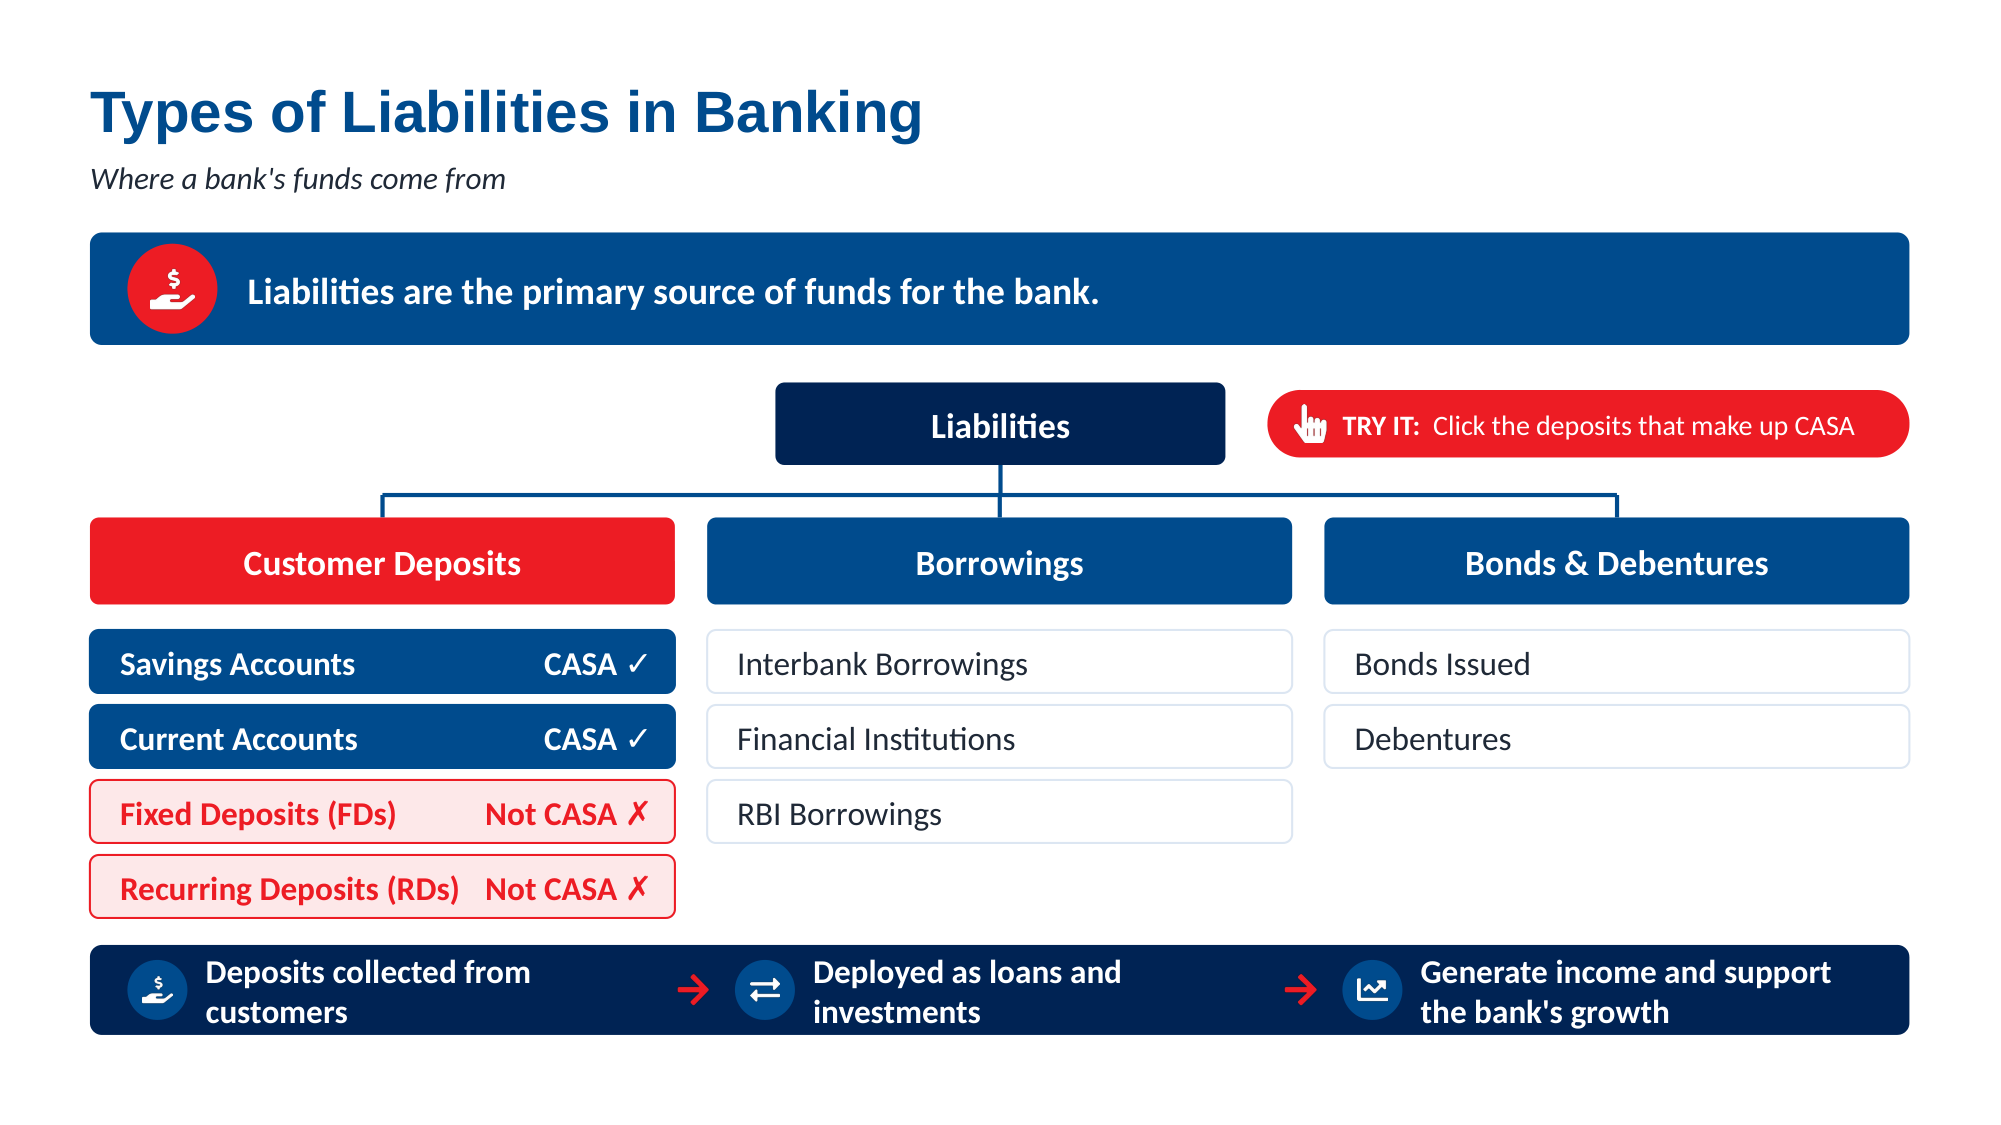 Types of Liabilities in Banking
Where a bank's funds come from
$
Liabilities are the primary source of funds for the bank.
Liabilities
TRY IT: Click the deposits that make up CASA
Customer Deposits
Borrowings
Bonds & Debentures
Savings Accounts CASA ✓
Interbank Borrowings
Bonds Issued
Current Accounts CASA ✓
Financial Institutions
Debentures
Fixed Deposits (FDs) Not CASA ✗
RBI Borrowings
Recurring Deposits (RDs) Not CASA ✗
$
Deposits collected from
customers
Deployed as loans and
investments
Generate income and support
the bank's growth